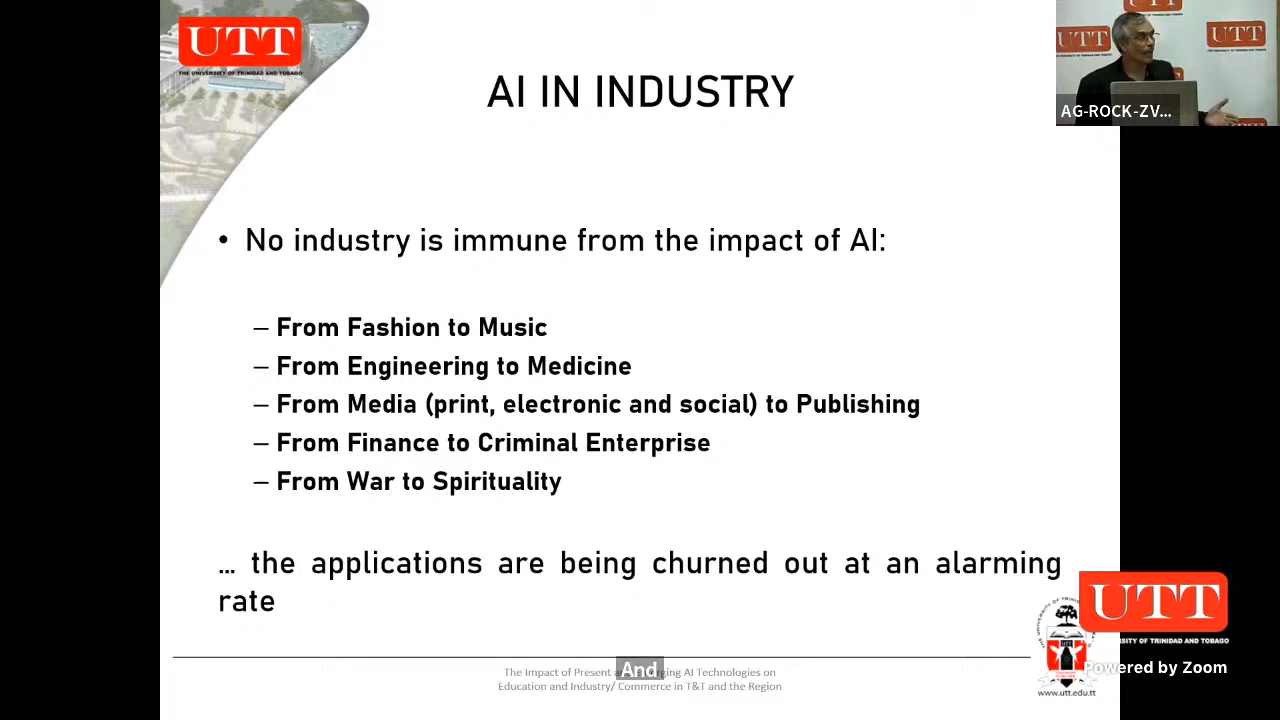 UTT
THE UNIVERSITY OF TRINIDAD AND TOBAGO
AI IN INDUSTRY
UTT
UTT
AG-ROCK-ZV...
• No industry is immune from the impact of AI:
– From Fashion to Music
– From Engineering to Medicine
– From Media (print, electronic and social) to Publishing
– From Finance to Criminal Enterprise
– From War to Spirituality
... the applications are being churned out at an alarming
rate
UTT
UNIVERSITY OF TRINIDAD AND TOBAGO
Powered by Zoom
www.utt.edu.tt
And
The Impact of Present AI Technologies on
Education and Industry/ Commerce in T&T and the Region